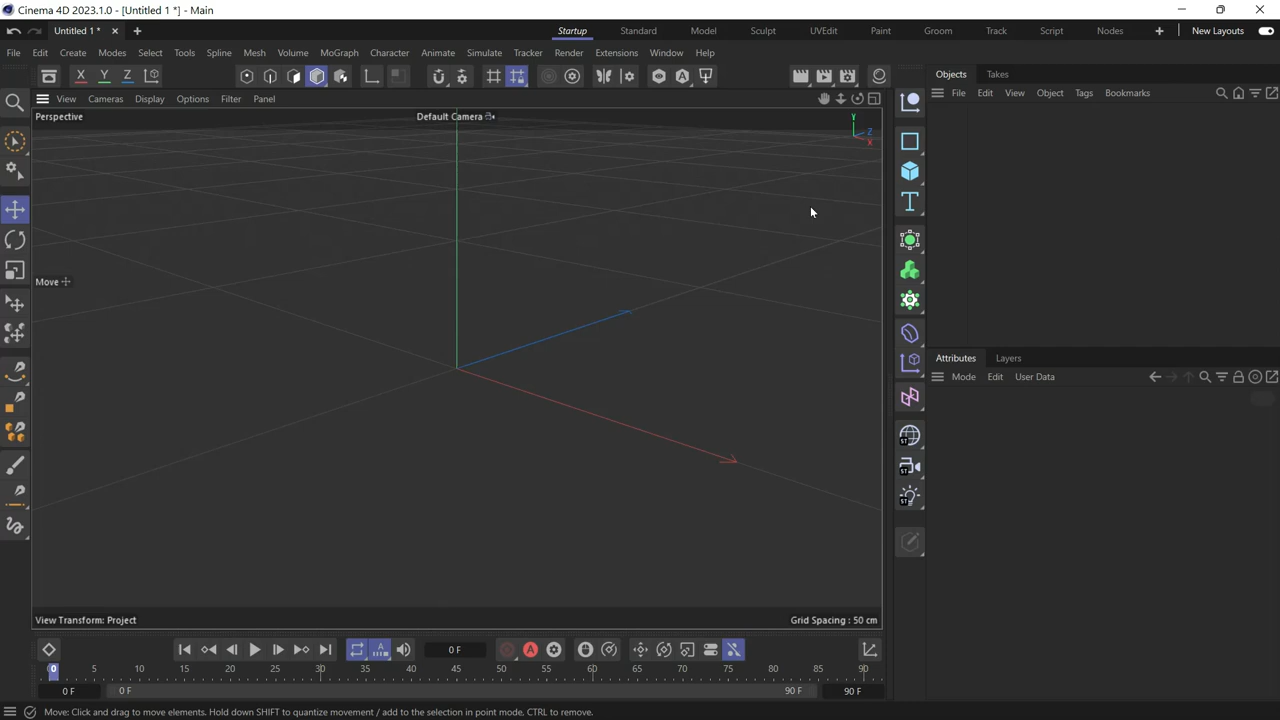 Cinema 4D 2023.1.0 - [Untitled 1 *] - Main
Untitled 1 *
Startup Standard Model Sculpt UVEdit Paint Groom Track Script Nodes New Layouts
File Edit Create Modes Select Tools Spline Mesh Volume MoGraph Character Animate Simulate Tracker Render Extensions Window Help
X Y Z
Objects Takes
View Cameras Display Options Filter Panel
File Edit View Object Tags Bookmarks
Perspective
Default Camera
Y
Z
X
Move
Attributes Layers
Mode Edit User Data
ST
ST
ST
View Transform: Project
Grid Spacing : 50 cm
0 F
0 5 10 15 20 25 30 35 40 45 50 55 60 65 70 75 80 85 90
0 F 0 F 90 F 90 F
Move: Click and drag to move elements. Hold down SHIFT to quantize movement / add to the selection in point mode, CTRL to remove.